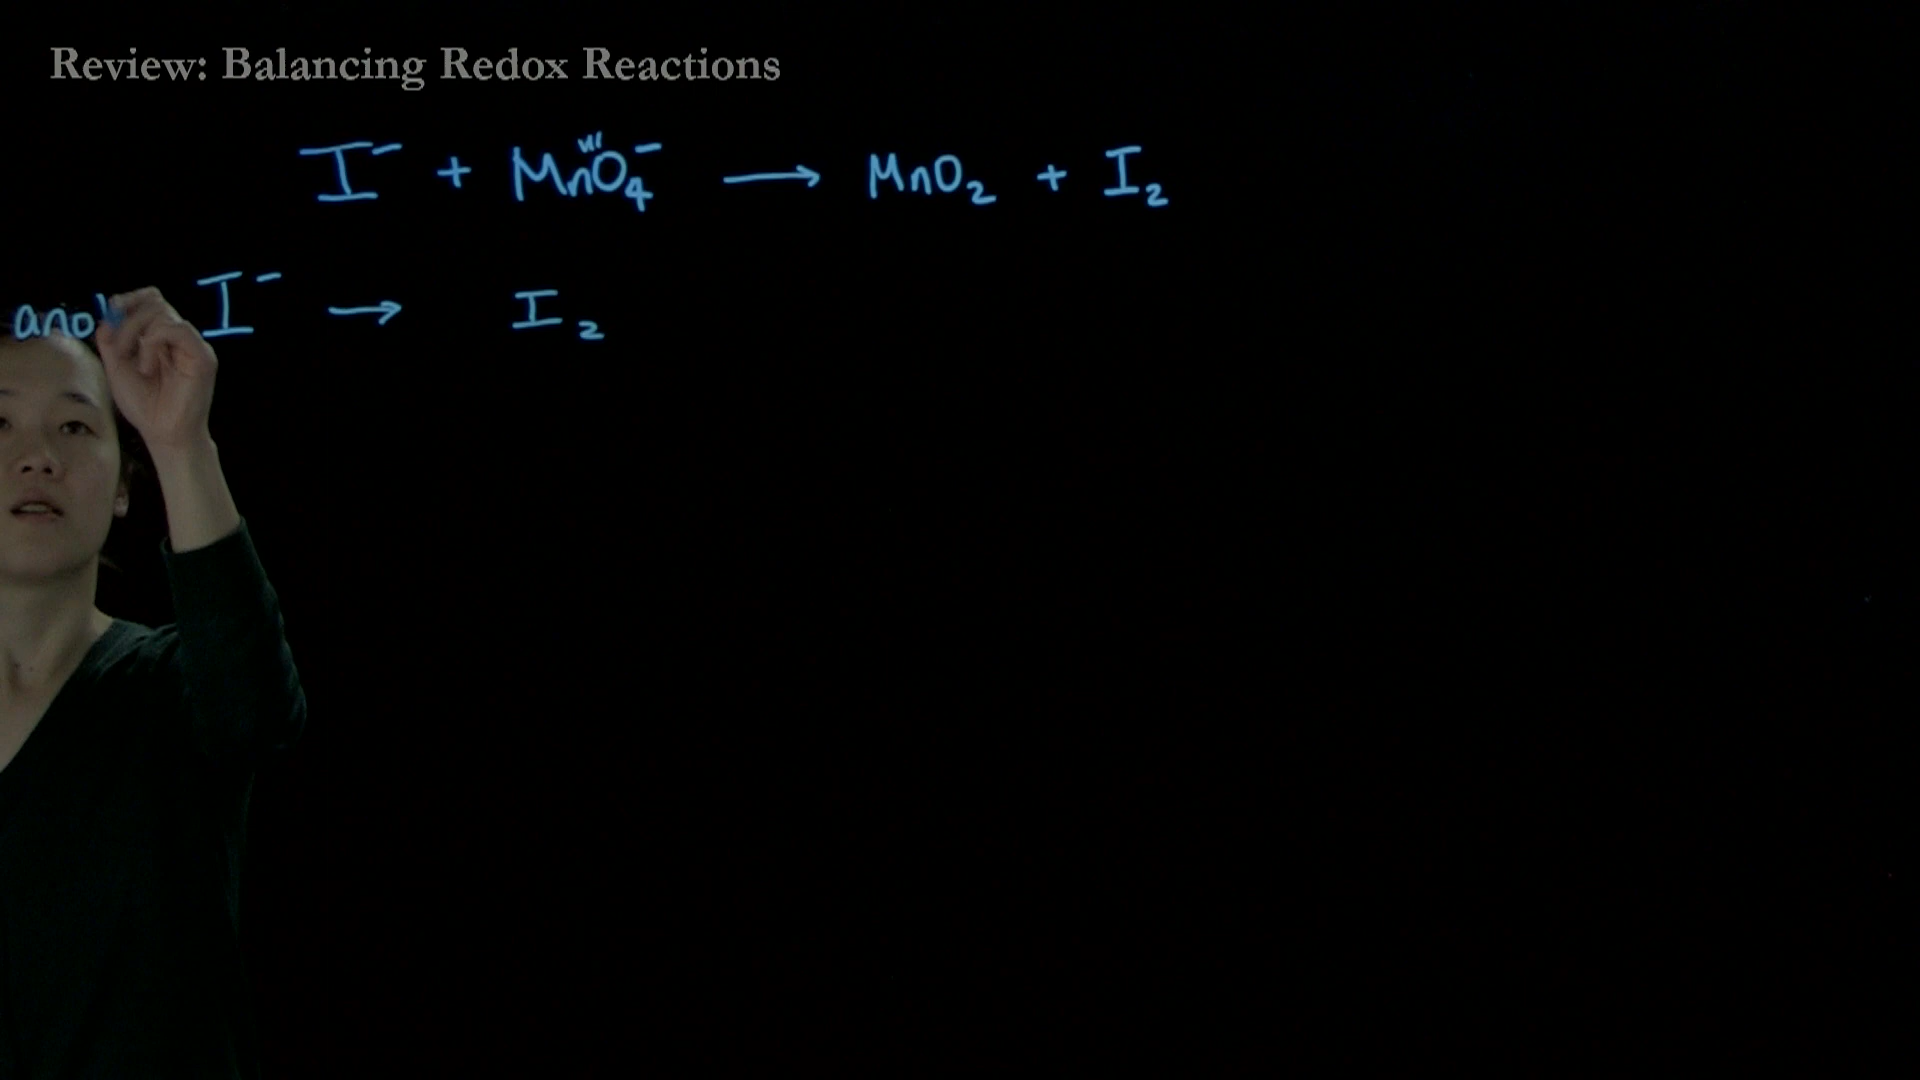 Review: Balancing Redox Reactions
I⁻ + MnO₄⁻ → MnO₂ + I₂
I⁻ → I₂